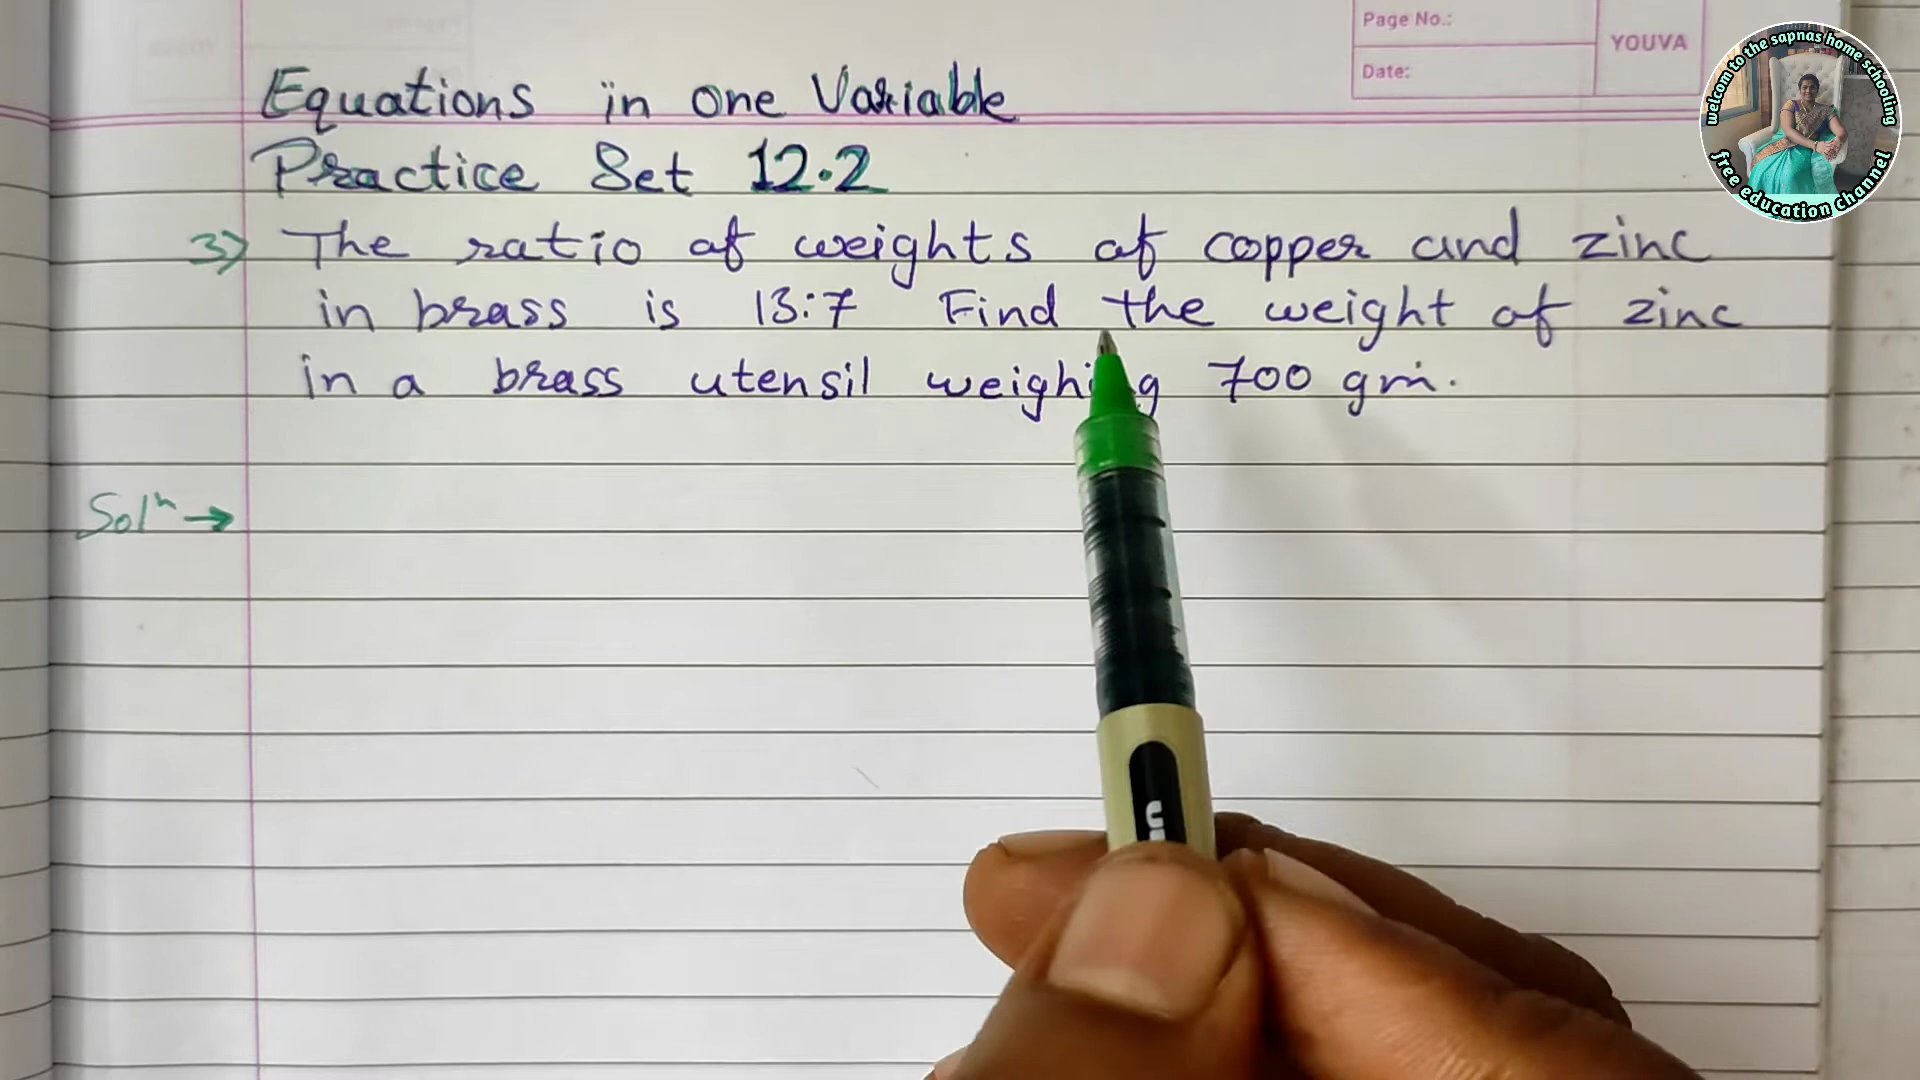 Page No.:
YOUVA
Date:
welcom to the sapnas home schooling
free education channel
Equations in one Variable
Practice Set 12.2
3) The ratio of weights of copper and zinc
in brass is 13:7 Find the weight of zinc
in a brass utensil weighing 700 gm.
Solⁿ →